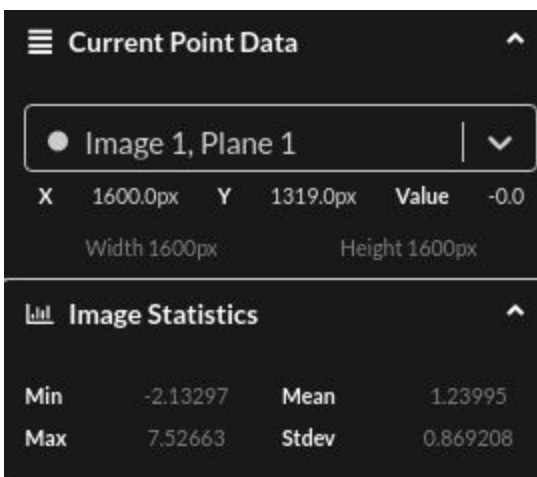 Current Point Data
Image 1, Plane 1
X 1600.0px Y 1319.0px Value -0.0
Width 1600px Height 1600px
Image Statistics
Min -2.13297 Mean 1.23995
Max 7.52663 Stdev 0.869208